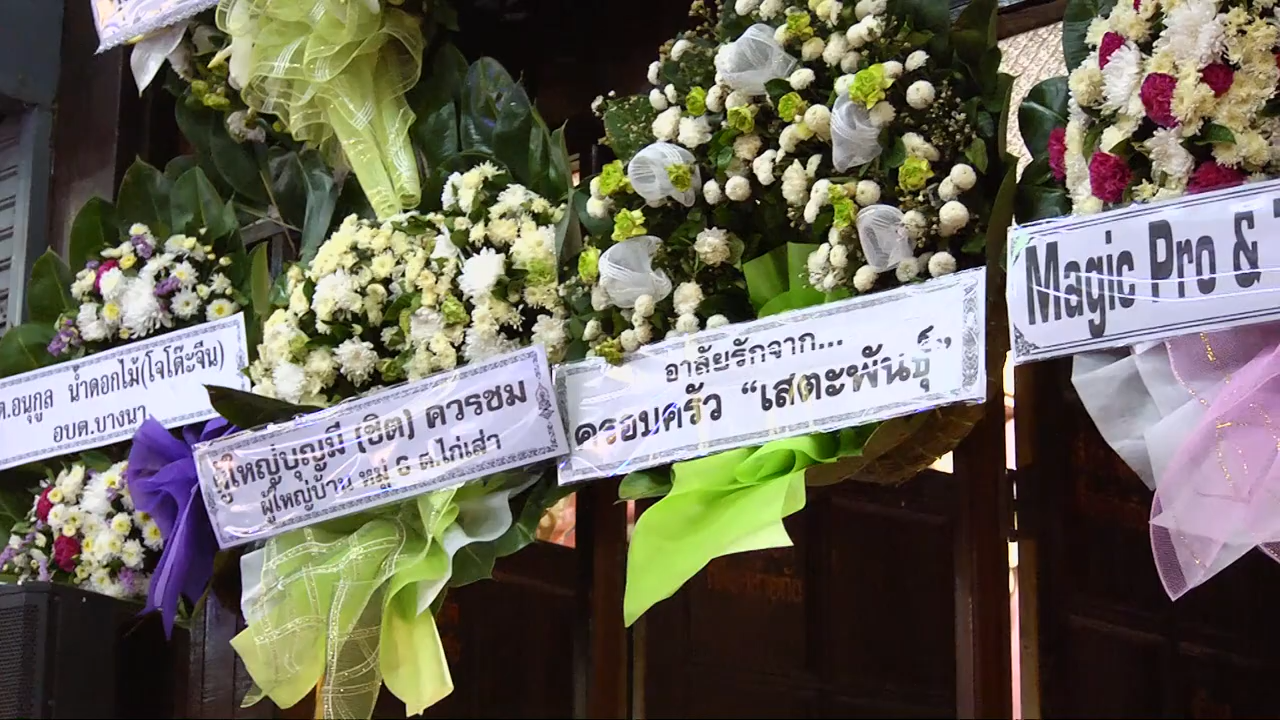 ต.อนุกูล น้ำดอกไม้(โจโต๊ะจีน)
อบต.บางนา
ผู้ใหญ่บุญมี (ชิต) ควรชม
ผู้ใหญ่บ้าน หมู่ 6 ต.ไก่เส่า
อาลัยรักจาก...
ครอบครัว “เสตะพันธุ์”
Magic Pro &